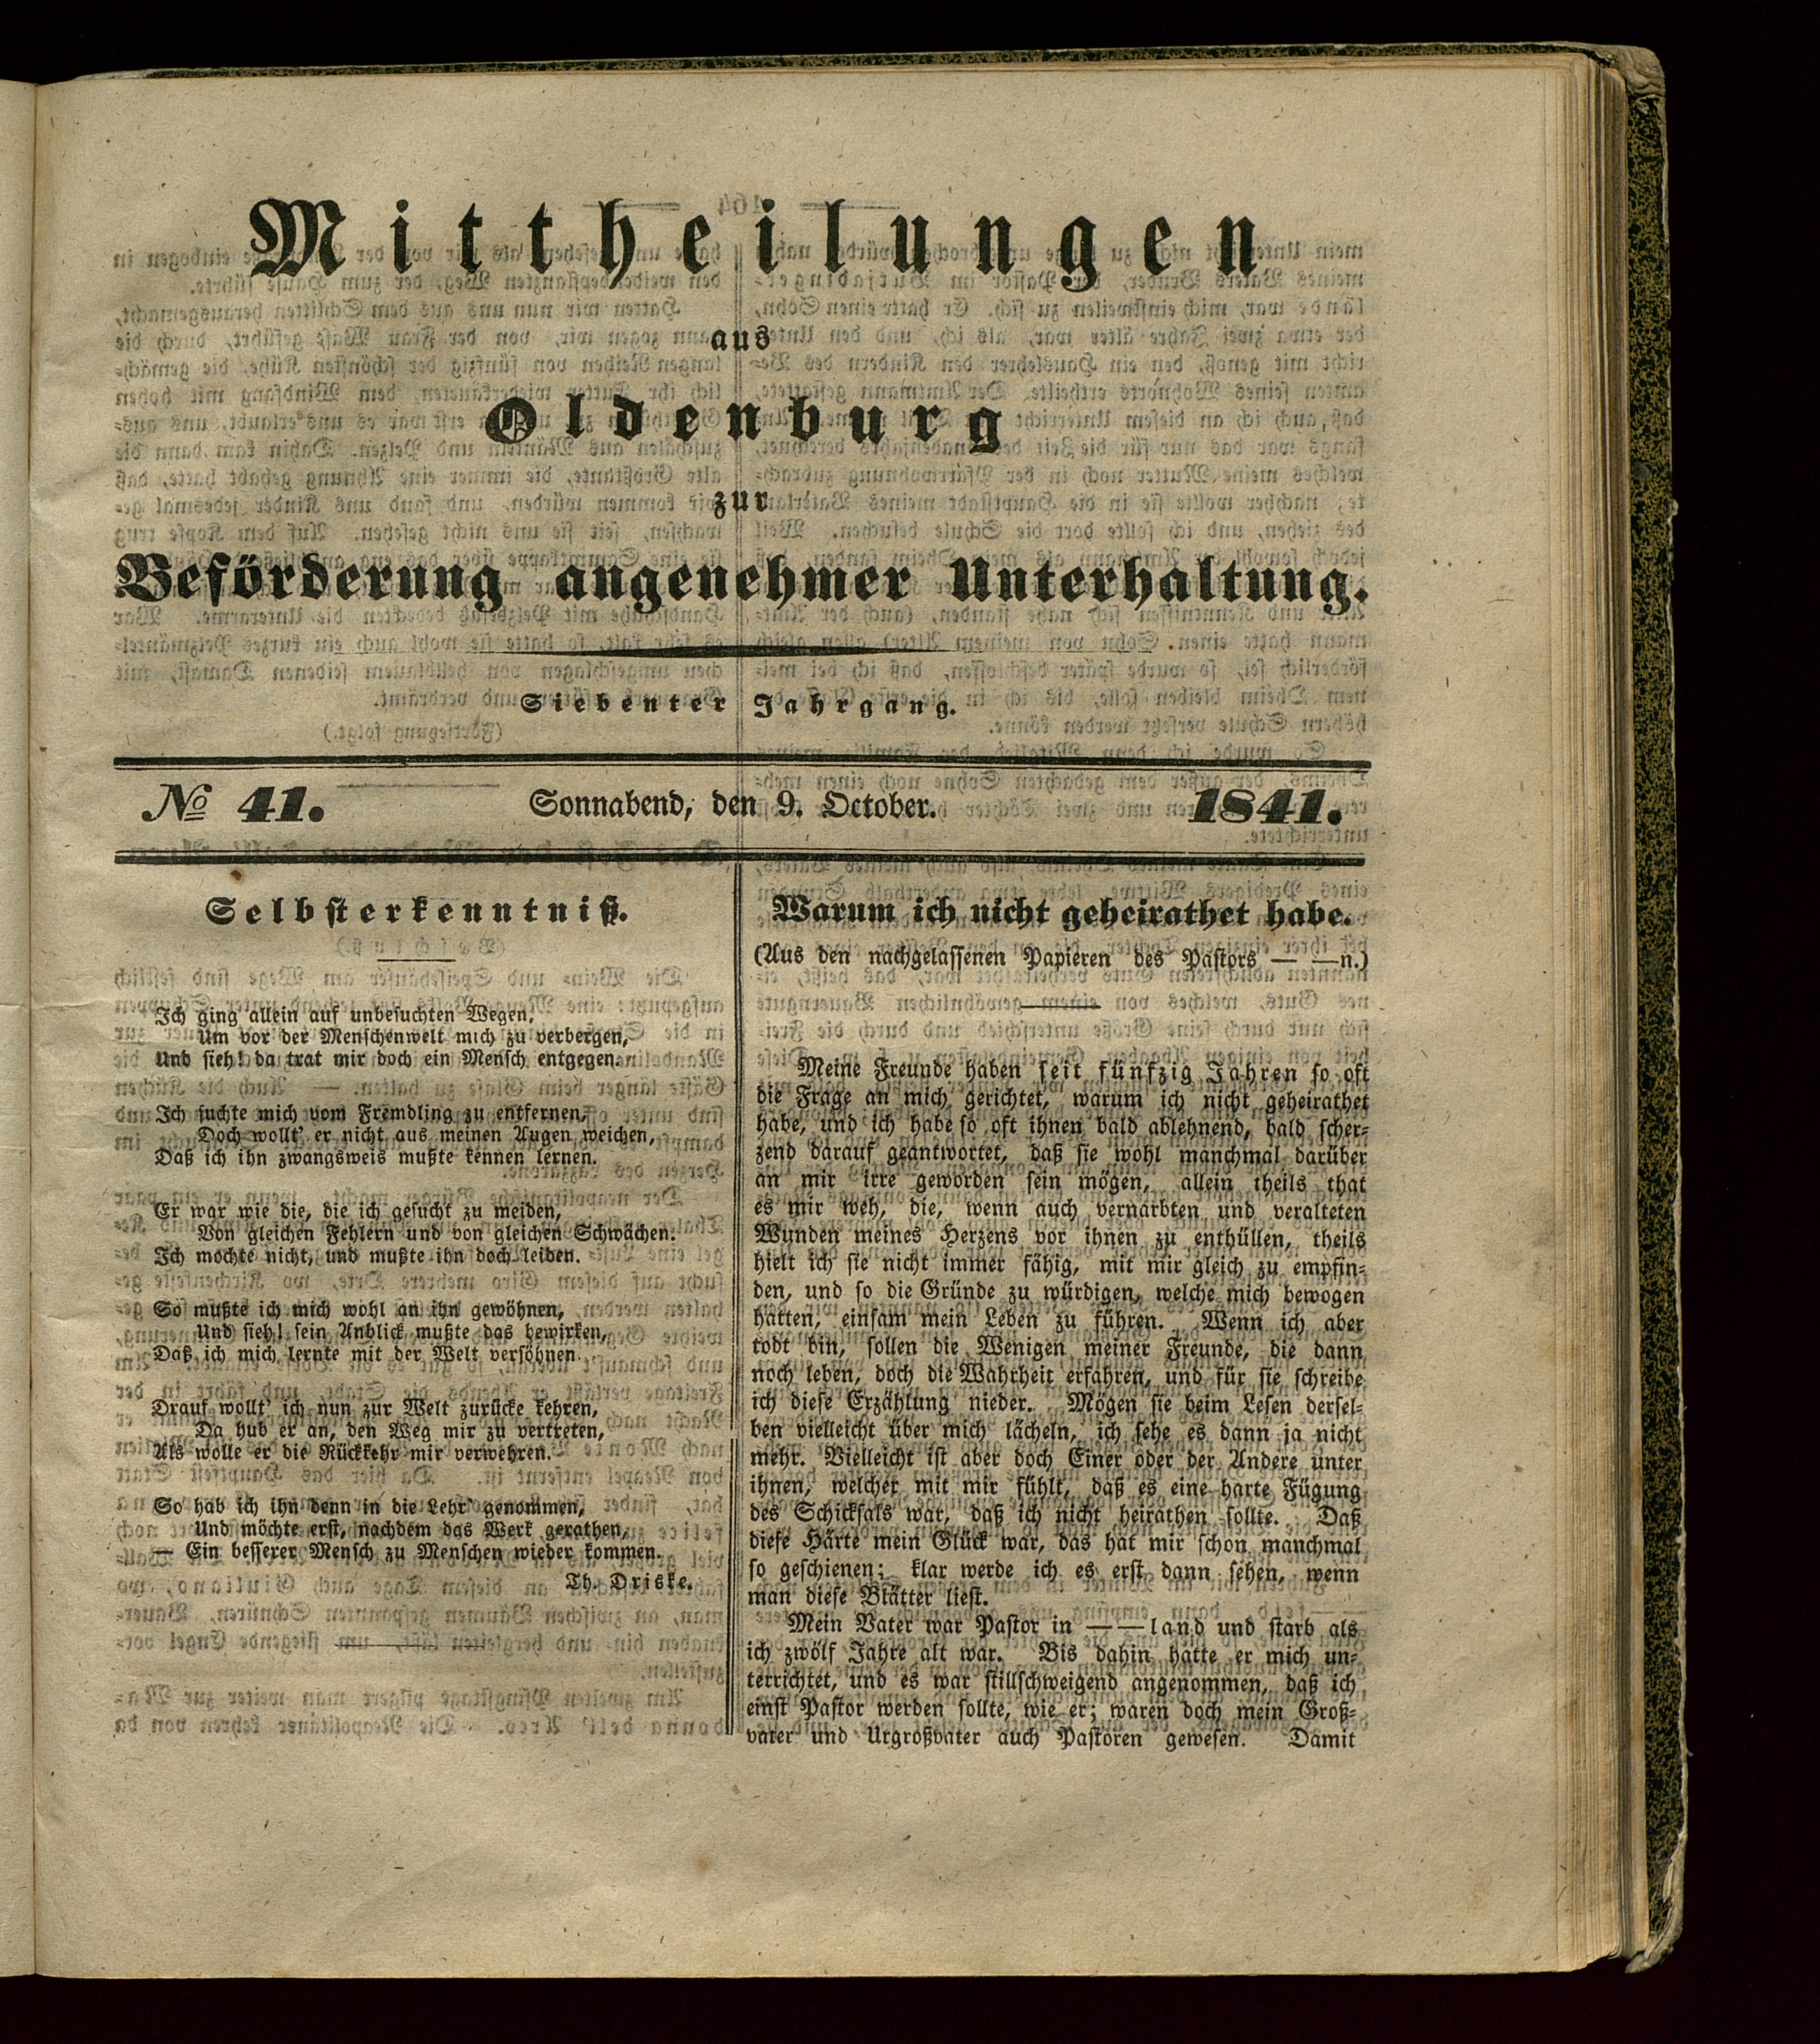 Mittheilungen
aus
Oldenburg
zur
Beförderung angenehmer Unterhaltung.
Siebenter Jahrgang.
No 41.
Sonnabend, den 9. October.
1841.
Selbsterkenntniß.
Ich ging allein auf unbesuchten Wegen,
Um vor der Menschenwelt mich zu verbergen,
Und sieh! da trat mir doch ein Mensch entgegen.
Ich suchte mich vom Fremdling zu entfernen,
Doch wollt' er nicht aus meinen Augen weichen,
Daß ich ihn zwangsweis mußte kennen lernen.
Er war wie die, die ich gesucht zu meiden,
Von gleichen Fehlern und von gleichen Schwächen.
Ich mochte nicht, und mußte ihn doch leiden.
So mußte ich mich wohl an ihn gewöhnen,
Und sieh! sein Anblick mußte das bewirken,
Daß ich mich lernte mit der Welt versöhnen.
Drauf wollt' ich nun zur Welt zurücke kehren,
Da hub er an, den Weg mir zu vertreten,
Als wolle er die Rückkehr mir verwehren.
So hab ich ihn denn in die Lehr' genommen,
Und möchte erst, nachdem das Werk gerathen,
— Ein besserer Mensch zu Menschen wieder kommen.
Th. Driske.
Warum ich nicht geheirathet habe.
(Aus den nachgelassenen Papieren des Pastors — —n.)
Meine Freunde haben seit fünfzig Jahren so oft
die Frage an mich gerichtet, warum ich nicht geheirathet
habe, und ich habe so oft ihnen bald ablehnend, bald scher-
zend darauf geantwortet, daß sie wohl manchmal darüber
an mir irre geworden sein mögen, allein theils that
es mir weh, die, wenn auch vernarbten und veralteten
Wunden meines Herzens vor ihnen zu enthüllen, theils
hielt ich sie nicht immer fähig, mit mir gleich zu empfin-
den, und so die Gründe zu würdigen, welche mich bewogen
hatten, einsam mein Leben zu führen. Wenn ich aber
todt bin, sollen die Wenigen meiner Freunde, die dann
noch leben, doch die Wahrheit erfahren, und für sie schreibe
ich diese Erzählung nieder. Mögen sie beim Lesen dersel-
ben vielleicht über mich lächeln, ich sehe es dann ja nicht
mehr. Vielleicht ist aber doch Einer oder der Andere unter
ihnen, welcher mit mir fühlt, daß es eine harte Fügung
des Schicksals war, daß ich nicht heirathen sollte. Daß
diese Härte mein Glück war, das hat mir schon manchmal
so geschienen; klar werde ich es erst dann sehen, wenn
man diese Blätter liest.
Mein Vater war Pastor in — —land und starb als
ich zwölf Jahre alt war. Bis dahin hatte er mich un-
terrichtet, und es war stillschweigend angenommen, daß ich
einst Pastor werden sollte, wie er; waren doch mein Groß-
vater und Urgroßvater auch Pastoren gewesen. Damit